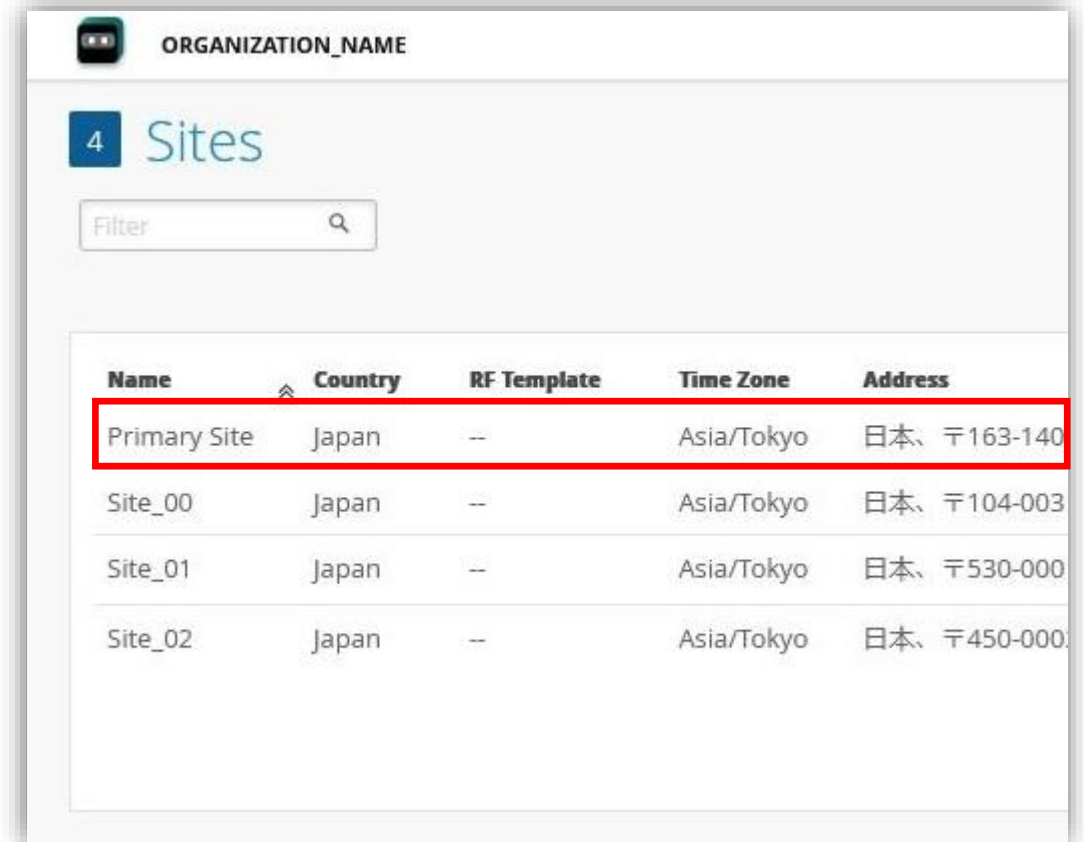 ORGANIZATION_NAME
4 Sites
Filter
Name Country RF Template Time Zone Address
Primary Site Japan -- Asia/Tokyo 日本、〒163-140
Site_00 Japan -- Asia/Tokyo 日本、〒104-003
Site_01 Japan -- Asia/Tokyo 日本、〒530-000
Site_02 Japan -- Asia/Tokyo 日本、〒450-000